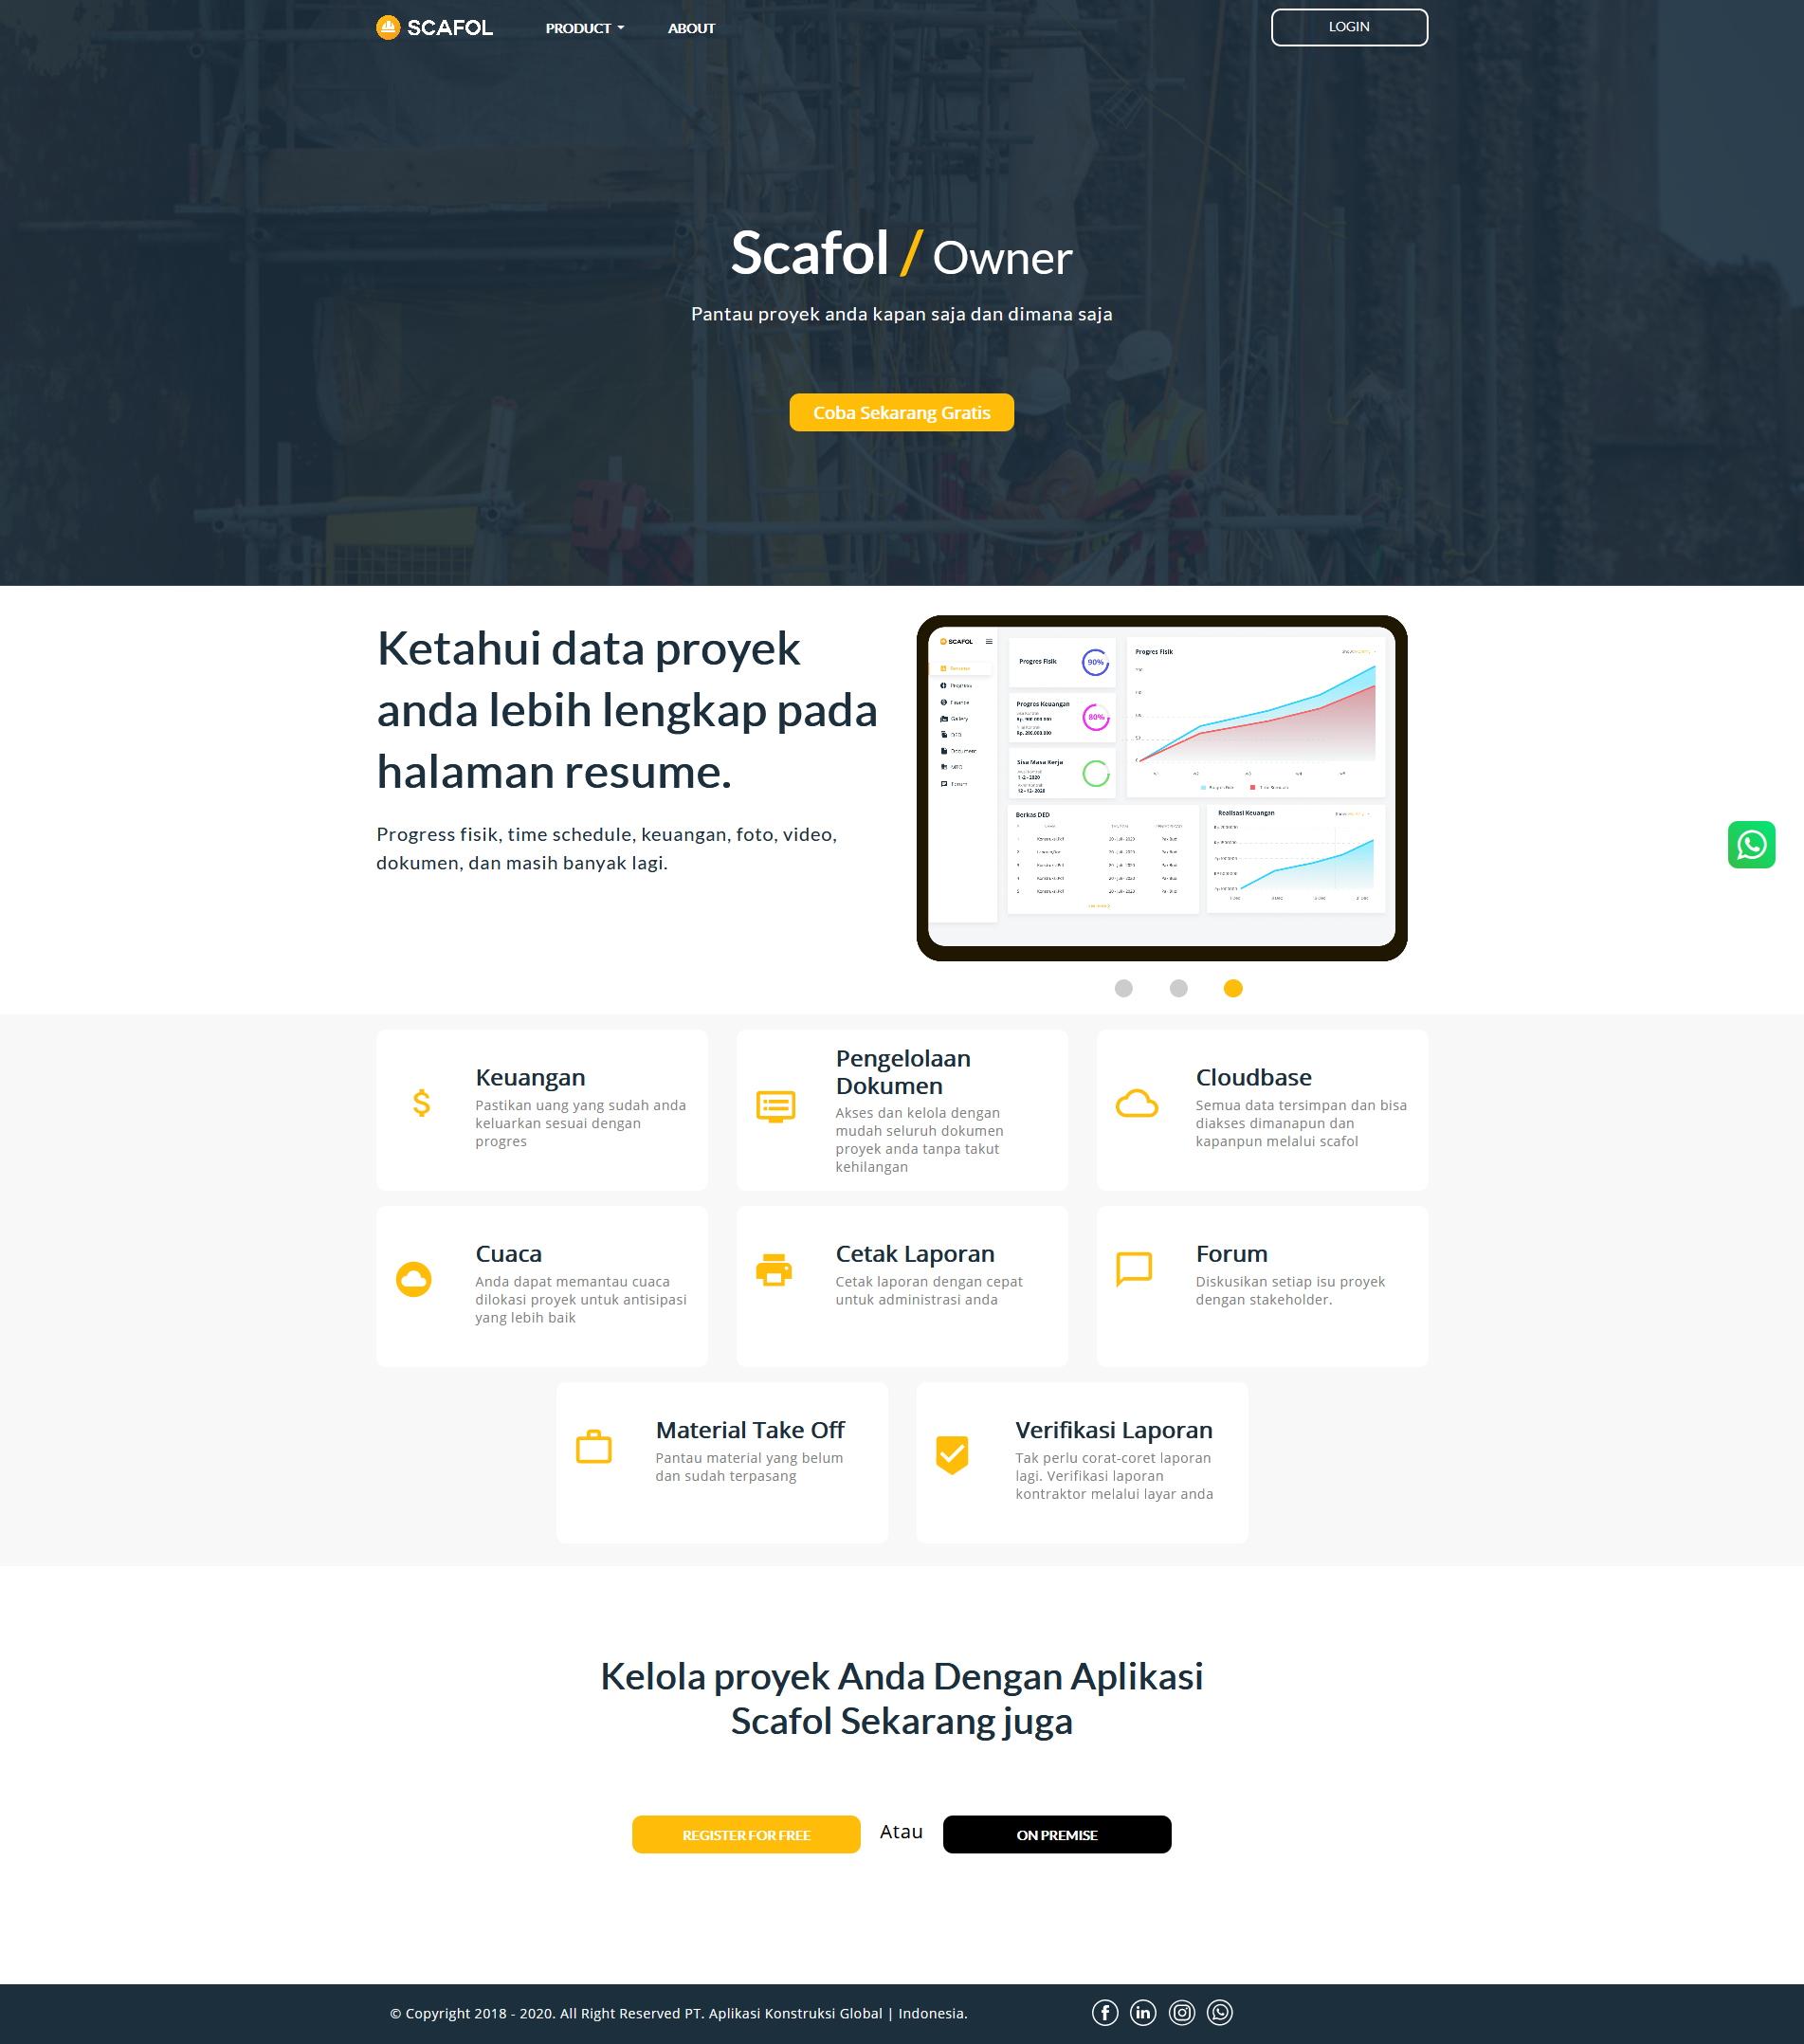 SCAFOL
PRODUCT
ABOUT
LOGIN
Scafol / Owner
Pantau proyek anda kapan saja dan dimana saja
Coba Sekarang Gratis
Ketahui data proyek
anda lebih lengkap pada
halaman resume.
Progress fisik, time schedule, keuangan, foto, video,
dokumen, dan masih banyak lagi.
SCAFOL
Progres Fisik
90%
Progres Keuangan
80%
Sisa Masa Kerja
Progres Fisik
Berkas DED
Realisasi Keuangan
Gallery
Document
Forum
Keuangan
Pastikan uang yang sudah anda
keluarkan sesuai dengan
progres
Pengelolaan
Dokumen
Akses dan kelola dengan
mudah seluruh dokumen
proyek anda tanpa takut
kehilangan
Cloudbase
Semua data tersimpan dan bisa
diakses dimanapun dan
kapanpun melalui scafol
Cuaca
Anda dapat memantau cuaca
dilokasi proyek untuk antisipasi
yang lebih baik
Cetak Laporan
Cetak laporan dengan cepat
untuk administrasi anda
Forum
Diskusikan setiap isu proyek
dengan stakeholder.
Material Take Off
Pantau material yang belum
dan sudah terpasang
Verifikasi Laporan
Tak perlu corat-coret laporan
lagi. Verifikasi laporan
kontraktor melalui layar anda
Kelola proyek Anda Dengan Aplikasi
Scafol Sekarang juga
REGISTER FOR FREE
Atau
ON PREMISE
© Copyright 2018 - 2020. All Right Reserved PT. Aplikasi Konstruksi Global | Indonesia.